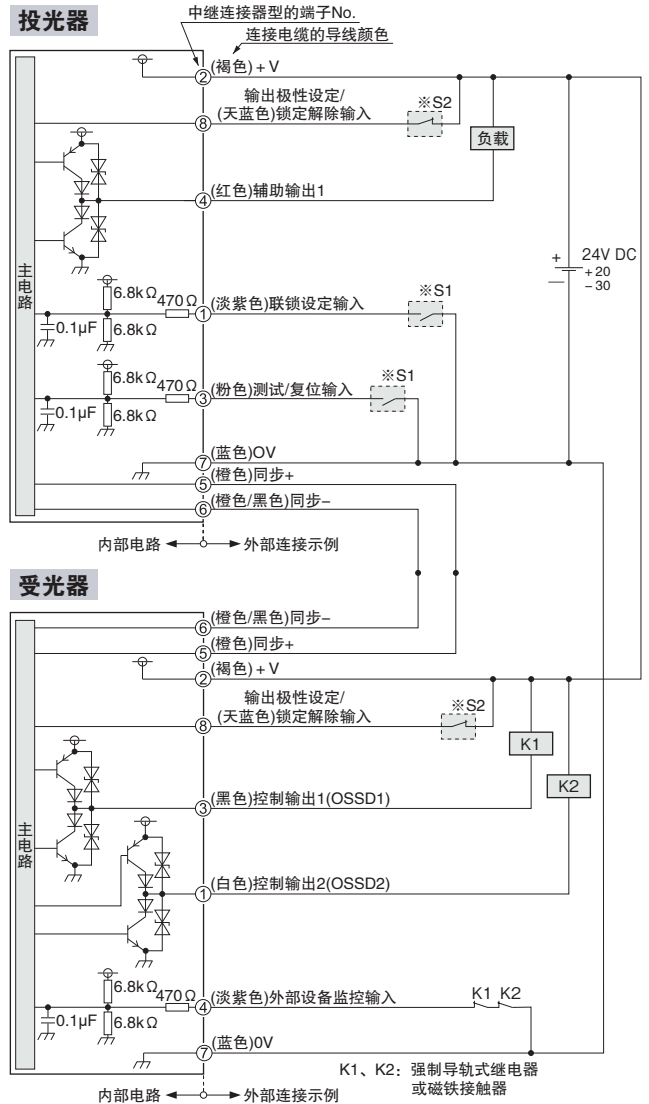 投光器
中继连接器型的端子No.
连接电缆的导线颜色
② (褐色)+V
输出极性设定/
⑧ (天蓝色)锁定解除输入
※S2
负载
④ (红色)辅助输出1
主电路
24V DC
+
+20
−
−30
6.8kΩ
470Ω
① (淡紫色)联锁设定输入
※S1
0.1μF
6.8kΩ
6.8kΩ
470Ω
③ (粉色)测试/复位输入
※S1
0.1μF
6.8kΩ
⑦ (蓝色)OV
⑤ (橙色)同步+
⑥ (橙色/黑色)同步−
内部电路
外部连接示例
受光器
⑥ (橙色/黑色)同步−
⑤ (橙色)同步+
② (褐色)+V
输出极性设定/
⑧ (天蓝色)锁定解除输入
※S2
K1
K2
③ (黑色)控制输出1(OSSD1)
主电路
① (白色)控制输出2(OSSD2)
6.8kΩ
470Ω
④ (淡紫色)外部设备监控输入
K1 K2
0.1μF
6.8kΩ
⑦ (蓝色)0V
K1、K2：强制导轨式继电器
或磁铁接触器
内部电路
外部连接示例